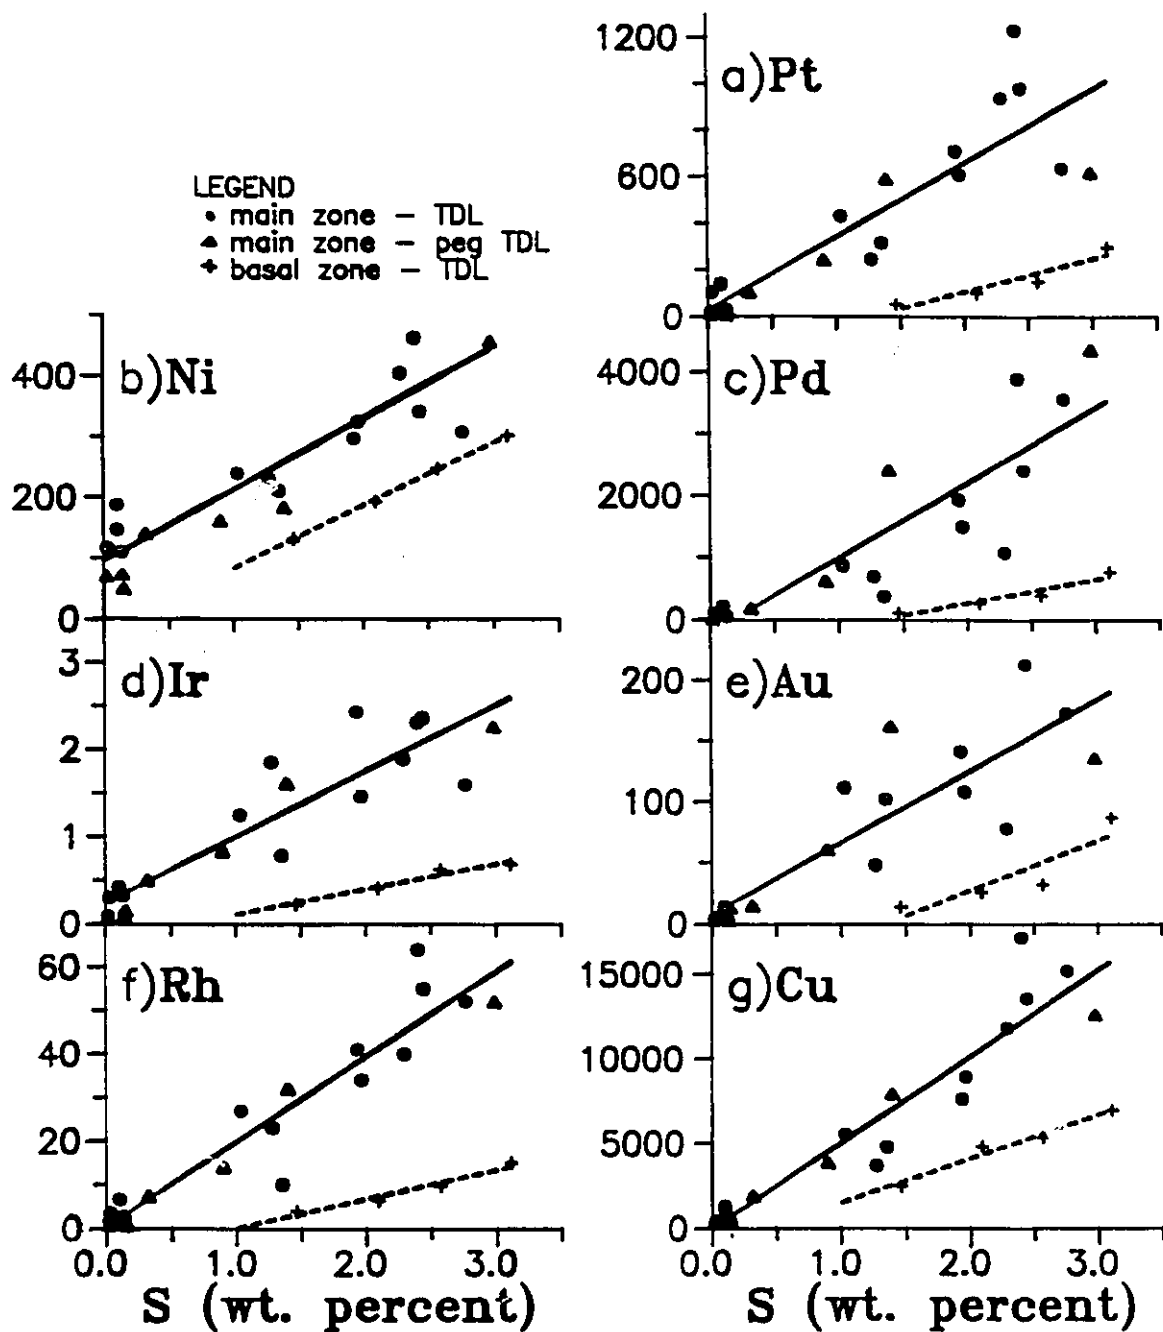 1200
a)Pt
600
0
LEGEND
• main zone – TDL
▲ main zone – peg TDL
+ basal zone – TDL
b)Ni
400
200
0
c)Pd
4000
2000
0
d)Ir
3
2
1
0
e)Au
200
100
0
f)Rh
60
40
20
0
g)Cu
15000
10000
5000
0
0.0 1.0 2.0 3.0
S (wt. percent)
0.0 1.0 2.0 3.0
S (wt. percent)